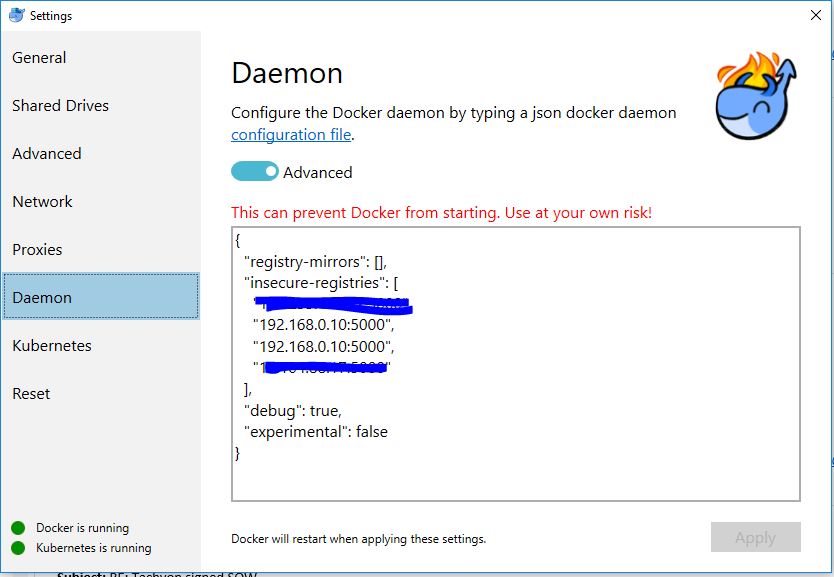 Settings
General
Shared Drives
Advanced
Network
Proxies
Daemon
Kubernetes
Reset
Docker is running
Kubernetes is running
Daemon
Configure the Docker daemon by typing a json docker daemon
configuration file.
Advanced
This can prevent Docker from starting. Use at your own risk!
{
"registry-mirrors": [],
"insecure-registries": [
"192.168.0.10:5000",
"192.168.0.10:5000",
],
"debug": true,
"experimental": false
}
Docker will restart when applying these settings.
Apply